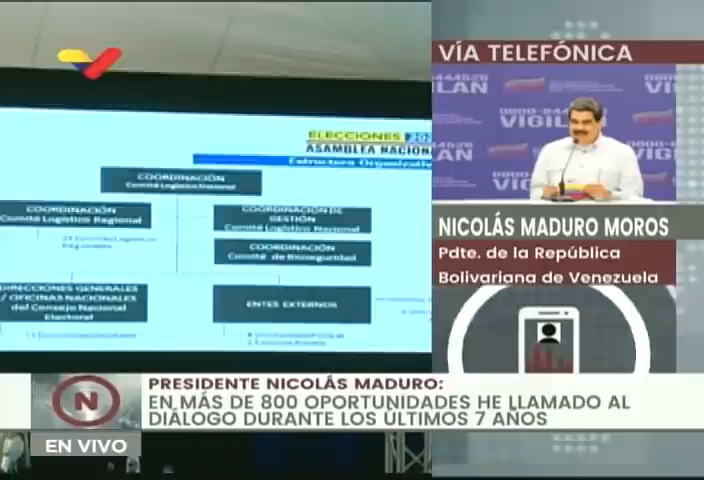 VÍA TELEFÓNICA
ELECCIONES
ASAMBLEA NACIONAL
Estructura Organizativa
COORDINACIÓN
Comité Logístico Nacional
COORDINACIÓN
Comité Logístico Regional
COORDINACIÓN DE
GESTIÓN
Comité Logístico Nacional
COORDINACIÓN
Comité de Bioseguridad
DIRECCIONES GENERALES
/ OFICINAS NACIONALES
del Consejo Nacional
Electoral
ENTES EXTERNOS
VIGILAN
NICOLÁS MADURO MOROS
Pdte. de la República
Bolivariana de Venezuela
N
EN VIVO
PRESIDENTE NICOLÁS MADURO:
EN MÁS DE 800 OPORTUNIDADES HE LLAMADO AL
DIÁLOGO DURANTE LOS ÚLTIMOS 7 AÑOS